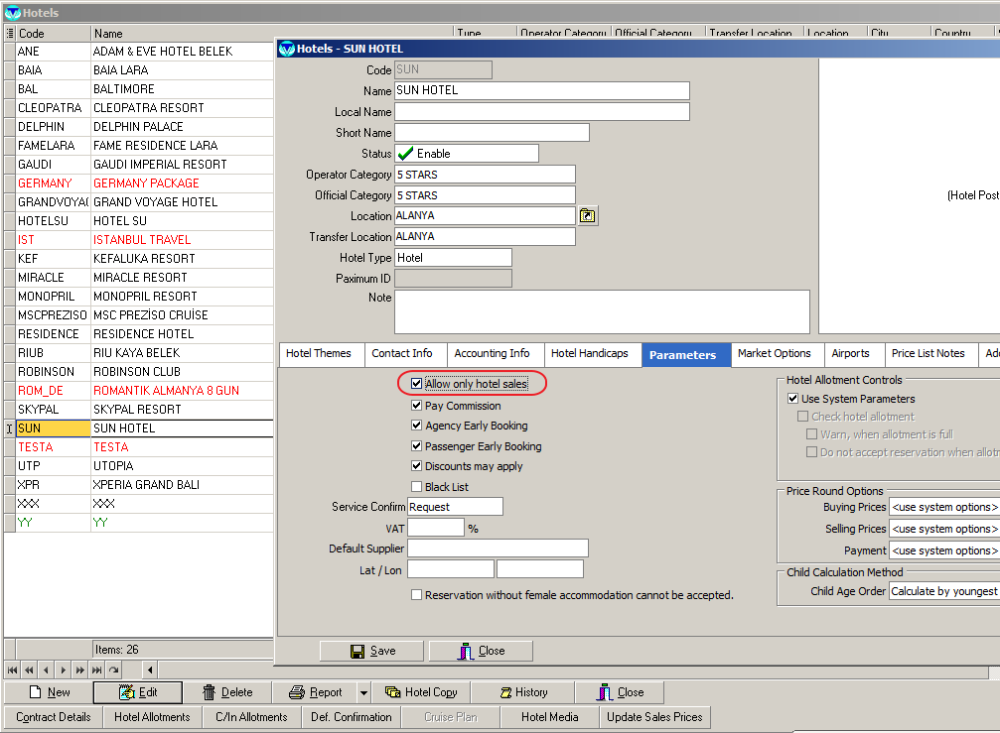 Hotels
Code Name Type Operator Category Official Category Transfer Location Location City Country
ANE ADAM & EVE HOTEL BELEK
BAIA BAIA LARA
BAL BALTIMORE
CLEOPATRA CLEOPATRA RESORT
DELPHIN DELPHIN PALACE
FAMELARA FAME RESIDENCE LARA
GAUDI GAUDI IMPERIAL RESORT
GERMANY GERMANY PACKAGE
GRANDVOYAG GRAND VOYAGE HOTEL
HOTELSU HOTEL SU
IST ISTANBUL TRAVEL
KEF KEFALUKA RESORT
MIRACLE MIRACLE RESORT
MONOPRIL MONOPRIL RESORT
MSCPREZISO MSC PREZİSO CRUİSE
RESIDENCE RESIDENCE HOTEL
RIUB RIU KAYA BELEK
ROBINSON ROBINSON CLUB
ROM_DE ROMANTIK ALMANYA 8 GUN
SKYPAL SKYPAL RESORT
SUN SUN HOTEL
TESTA TESTA
UTP UTOPIA
XPR XPERIA GRAND BALI
XXX XXX
YY YY
Items: 26
Hotels - SUN HOTEL
Code SUN
Name SUN HOTEL
Local Name
Short Name
Status Enable
Operator Category 5 STARS
Official Category 5 STARS
Location ALANYA
Transfer Location ALANYA
Hotel Type Hotel
Paximum ID
Note
(Hotel Post
Hotel Themes Contact Info Accounting Info Hotel Handicaps Parameters Market Options Airports Price List Notes Add
Allow only hotel sales
Pay Commission
Agency Early Booking
Passenger Early Booking
Discounts may apply
Black List
Service Confirm Request
VAT %
Default Supplier
Lat / Lon
Reservation without female accommodation cannot be accepted.
Hotel Allotment Controls
Use System Parameters
Check hotel allotment
Warn, when allotment is full
Do not accept reservation when allotm
Price Round Options
Buying Prices <use system options>
Selling Prices <use system options>
Payment <use system options>
Child Calculation Method
Child Age Order Calculate by youngest
Save Close
New Edit Delete Report Hotel Copy History Close
Contract Details Hotel Allotments C/In Allotments Def. Confirmation Cruise Plan Hotel Media Update Sales Prices